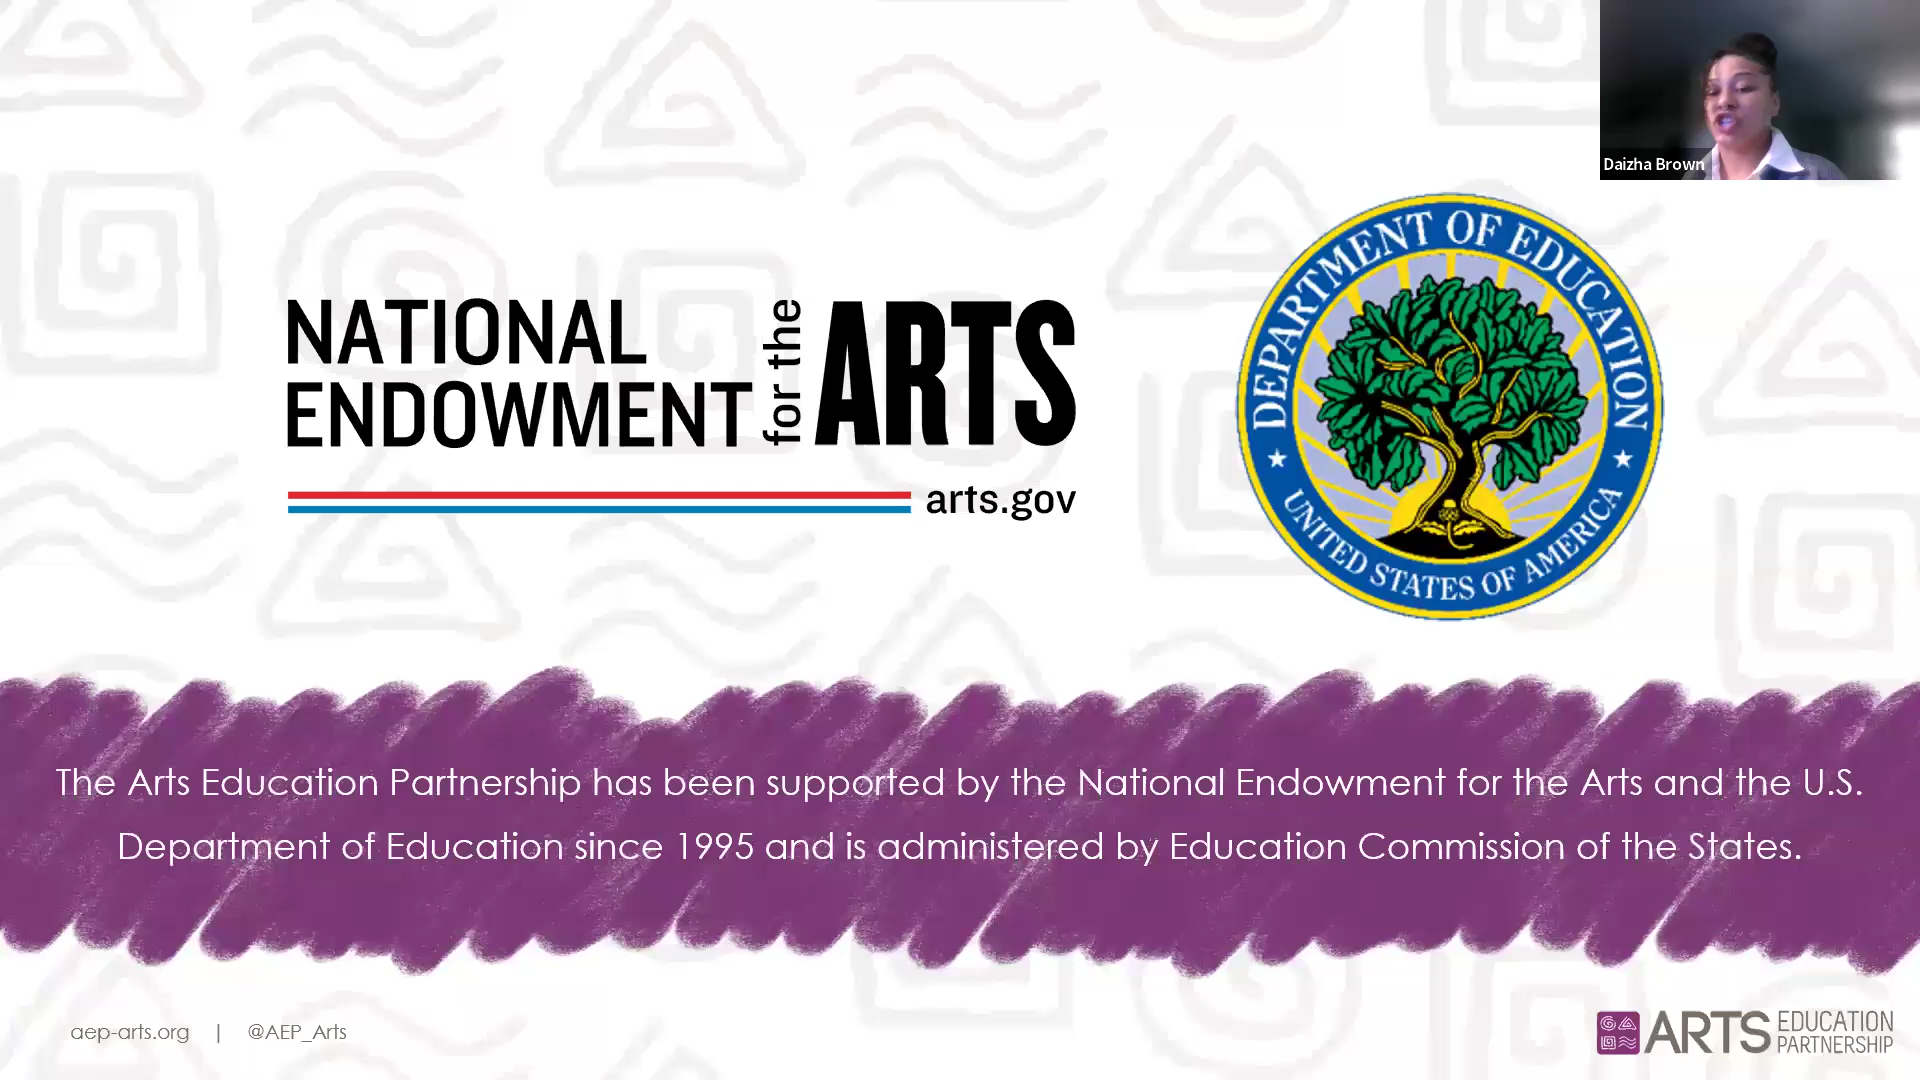 Daizha Brown
NATIONAL
ENDOWMENT
for the
ARTS
arts.gov
DEPARTMENT OF EDUCATION
UNITED STATES OF AMERICA
The Arts Education Partnership has been supported by the National Endowment for the Arts and the U.S.
Department of Education since 1995 and is administered by Education Commission of the States.
aep-arts.org | @AEP_Arts
ARTS EDUCATION
PARTNERSHIP